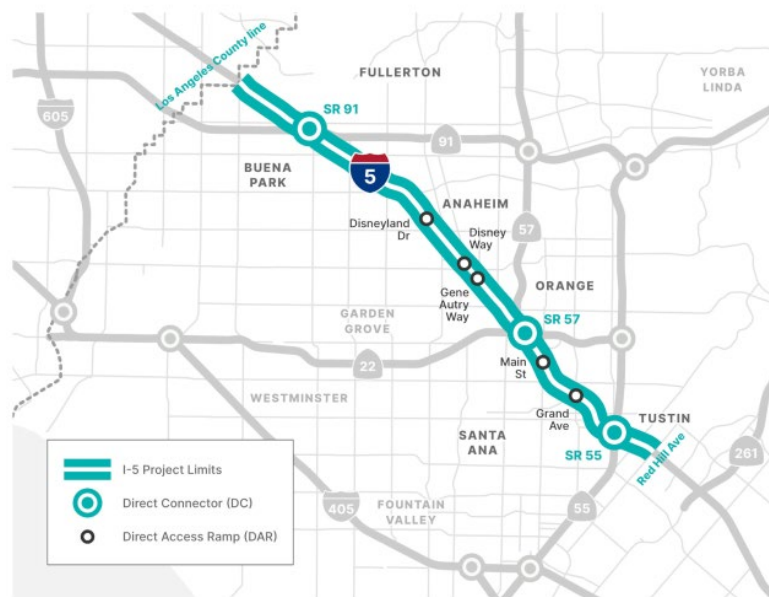 Los Angeles County line
FULLERTON
YORBA
LINDA
605
SR 91
91
BUENA
PARK
5
ANAHEIM
Disneyland
Dr
Disney
Way
57
Gene
Autry
Way
ORANGE
GARDEN
GROVE
SR 57
22
Main
St
WESTMINSTER
Grand
Ave
TUSTIN
SANTA
ANA
SR 55
Red Hill Ave
261
I-5 Project Limits
Direct Connector (DC)
Direct Access Ramp (DAR)
FOUNTAIN
VALLEY
405
55